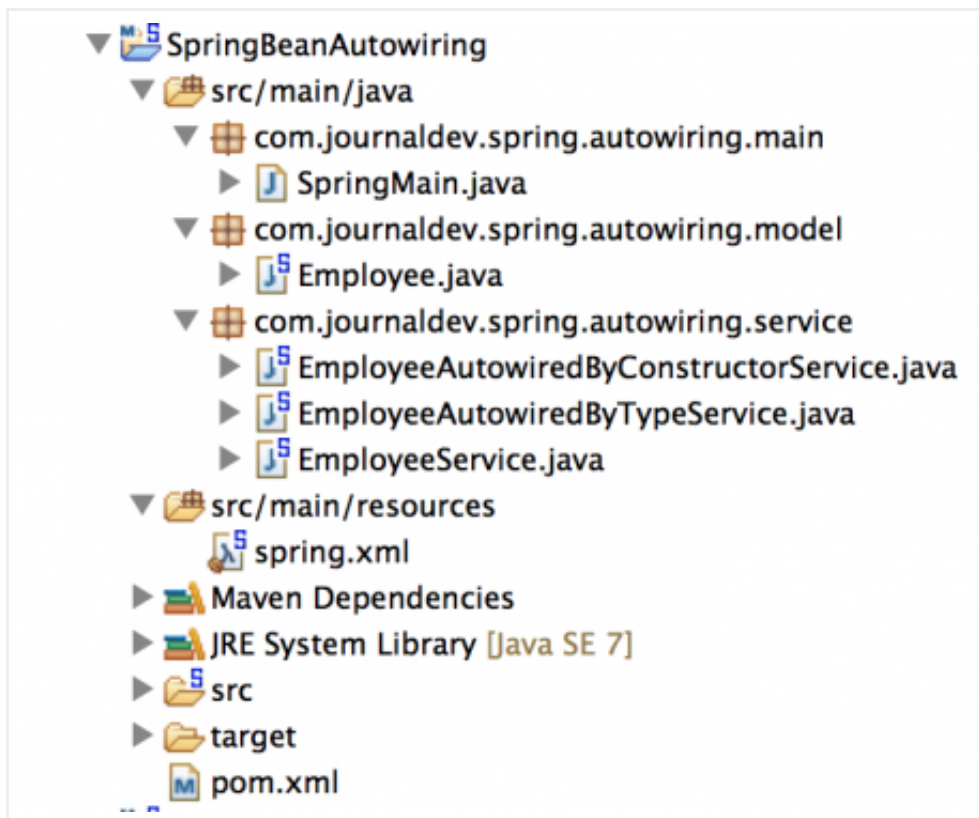 SpringBeanAutowiring
src/main/java
com.journaldev.spring.autowiring.main
SpringMain.java
com.journaldev.spring.autowiring.model
Employee.java
com.journaldev.spring.autowiring.service
EmployeeAutowiredByConstructorService.java
EmployeeAutowiredByTypeService.java
EmployeeService.java
src/main/resources
spring.xml
Maven Dependencies
JRE System Library [Java SE 7]
src
target
pom.xml